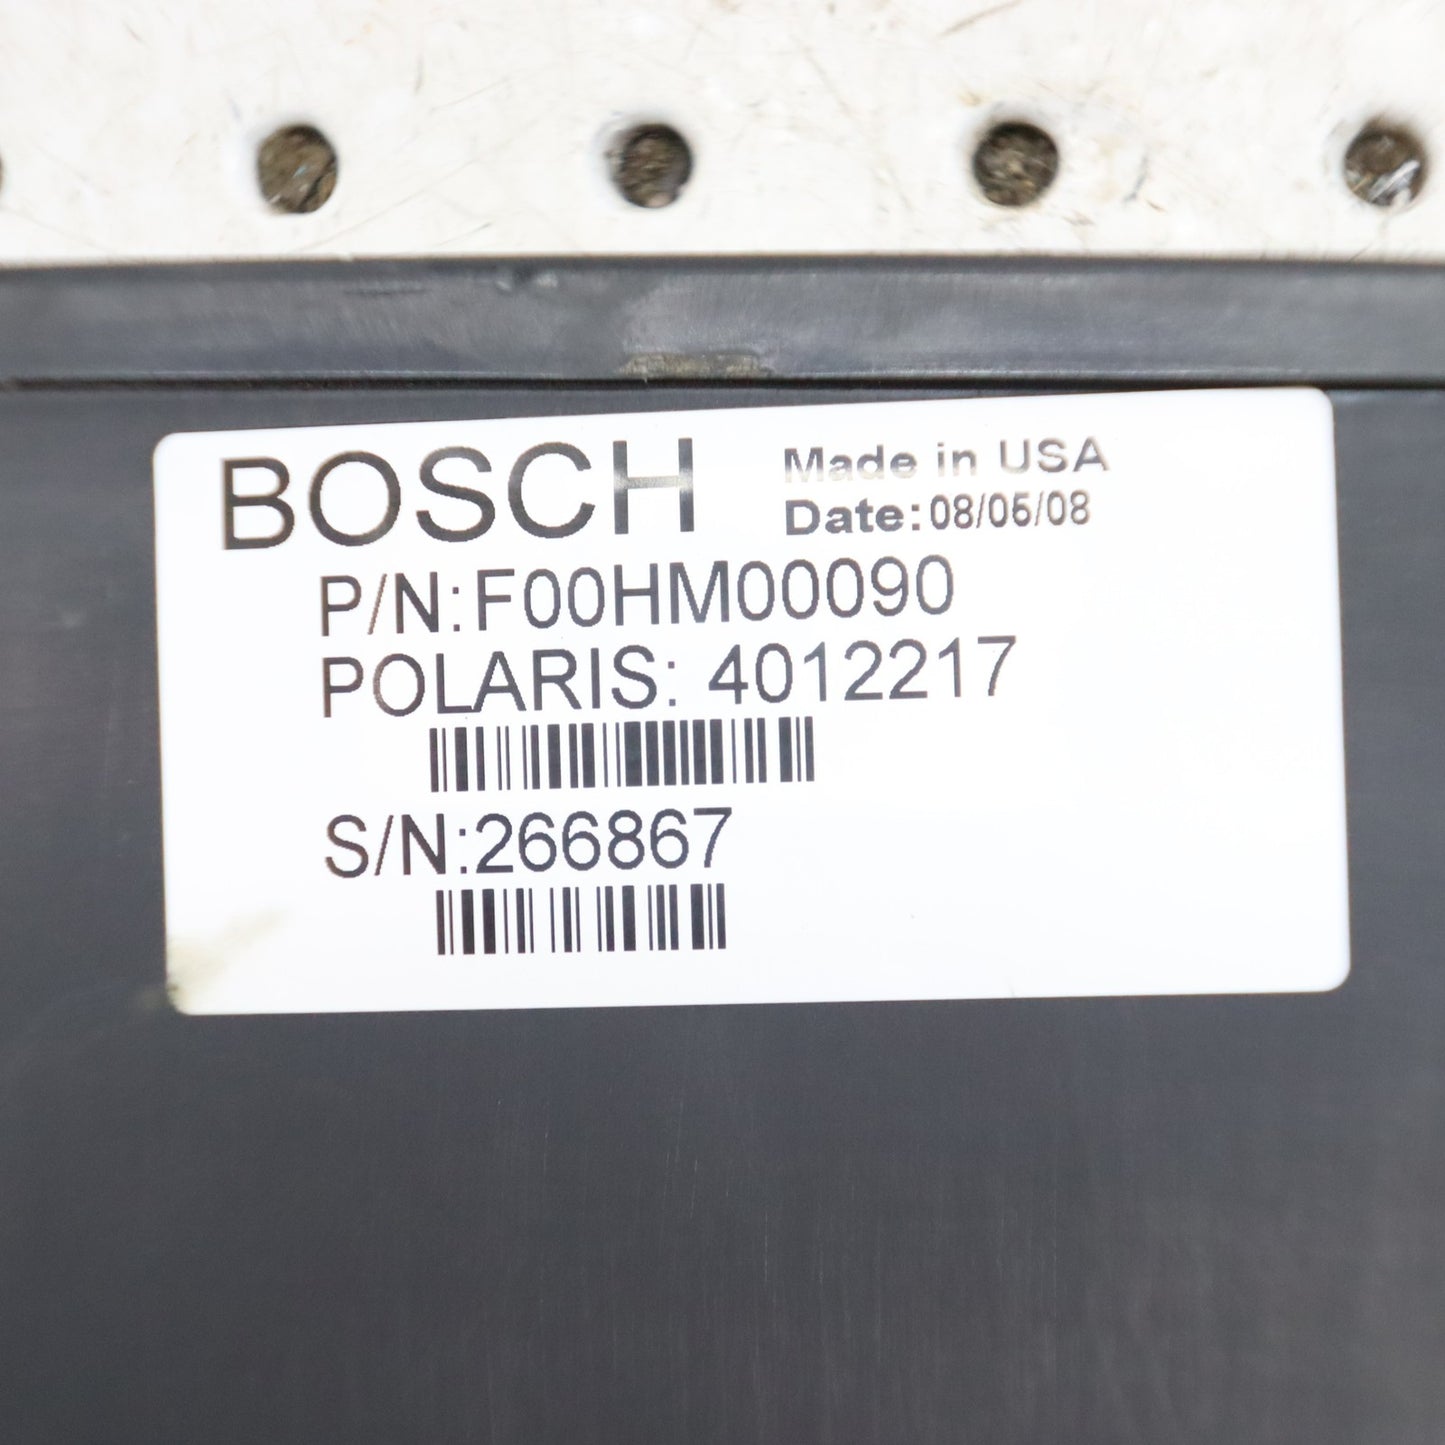 BOSCH
Made in USA
Date: 08/05/08
P/N:F00HM00090
POLARIS: 4012217
S/N:266867